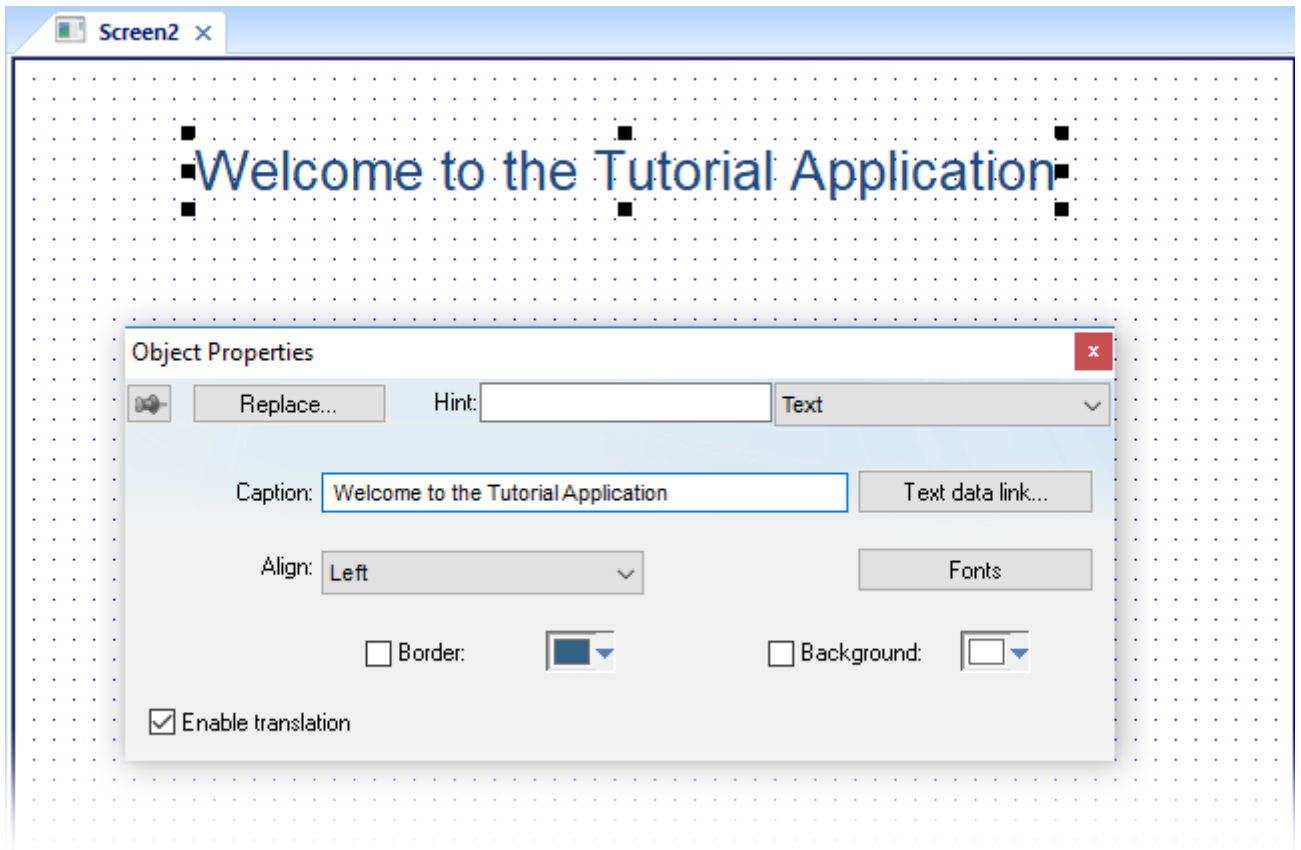 Screen2
Welcome to the Tutorial Application
Object Properties
Replace... Hint: Text
Caption: Welcome to the Tutorial Application Text data link...
Align: Left Fonts
Border: Background:
Enable translation